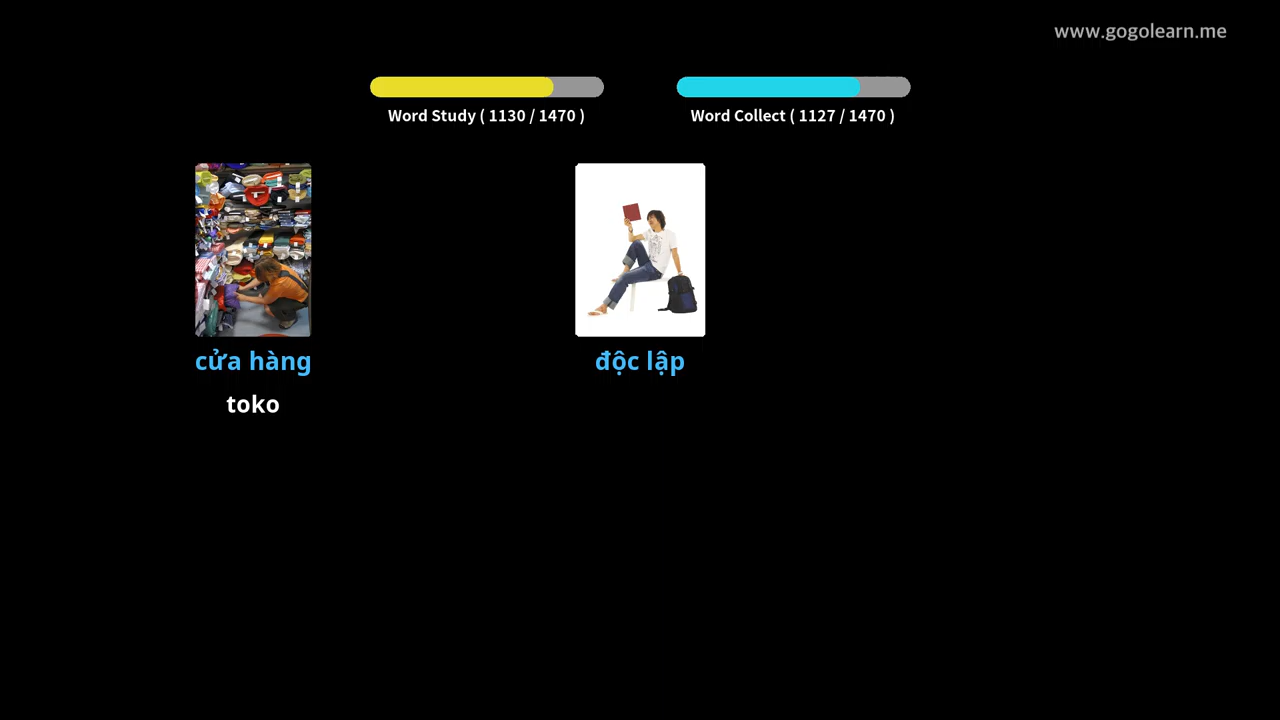 www.gogolearn.me
Word Study ( 1130 / 1470 )
Word Collect ( 1127 / 1470 )
cửa hàng
độc lập
toko